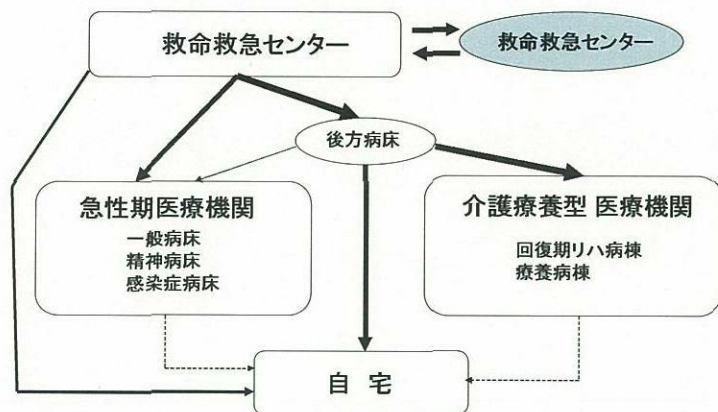 救命救急センター
救命救急センター
後方病床
急性期医療機関
一般病床
精神病床
感染症病床
介護療養型 医療機関
回復期リハ病棟
療養病棟
自 宅